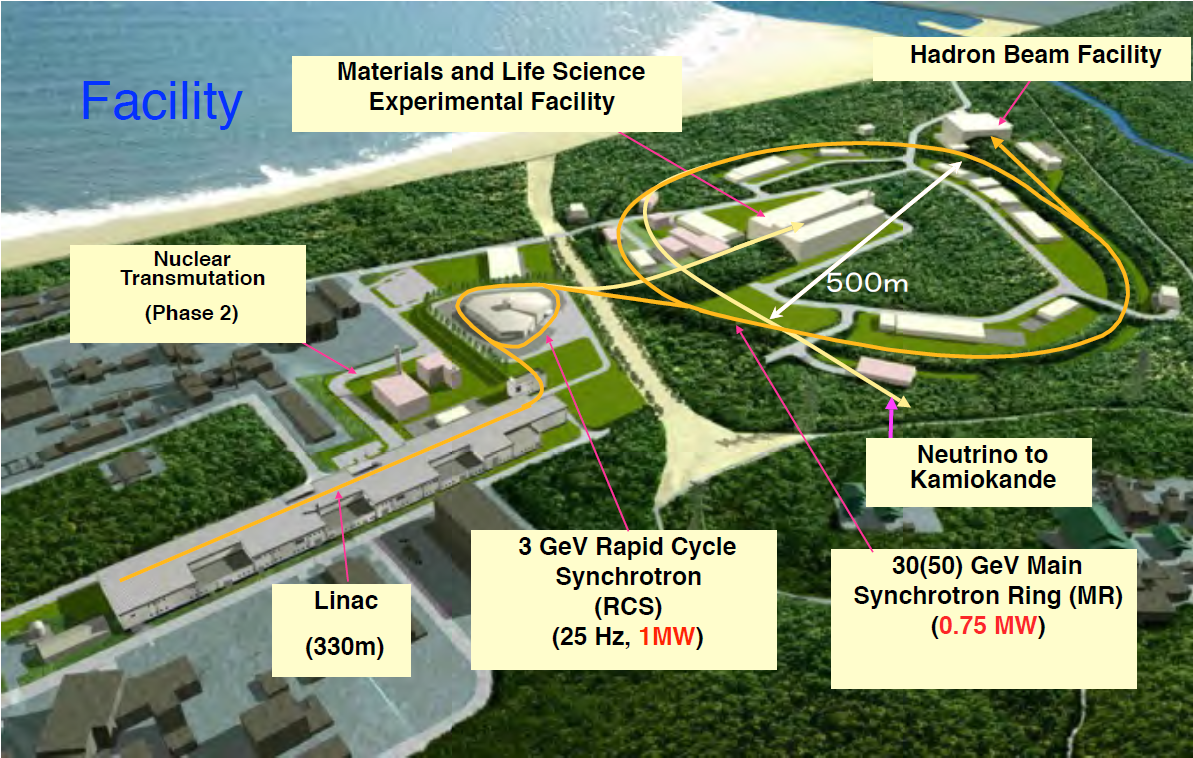 Facility
Materials and Life Science
Experimental Facility
Hadron Beam Facility
Nuclear
Transmutation
(Phase 2)
500m
Neutrino to
Kamiokande
3 GeV Rapid Cycle
Synchrotron
(RCS)
(25 Hz, 1MW)
30(50) GeV Main
Synchrotron Ring (MR)
(0.75 MW)
Linac
(330m)